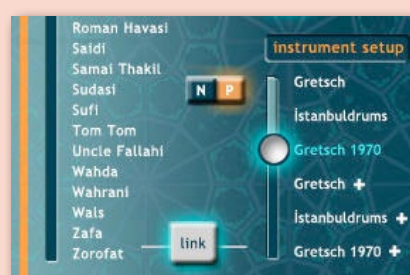 Roman Havasi
Saidi
Samai Thakil
Sudasi
Sufi
Tom Tom
Uncle Fallahi
Wahda
Wahrani
Wals
Zafa
Zorofat
N P
link
instrument setup
Gretsch
İstanbuldrums
Gretsch 1970
Gretsch +
İstanbuldrums +
Gretsch 1970 +